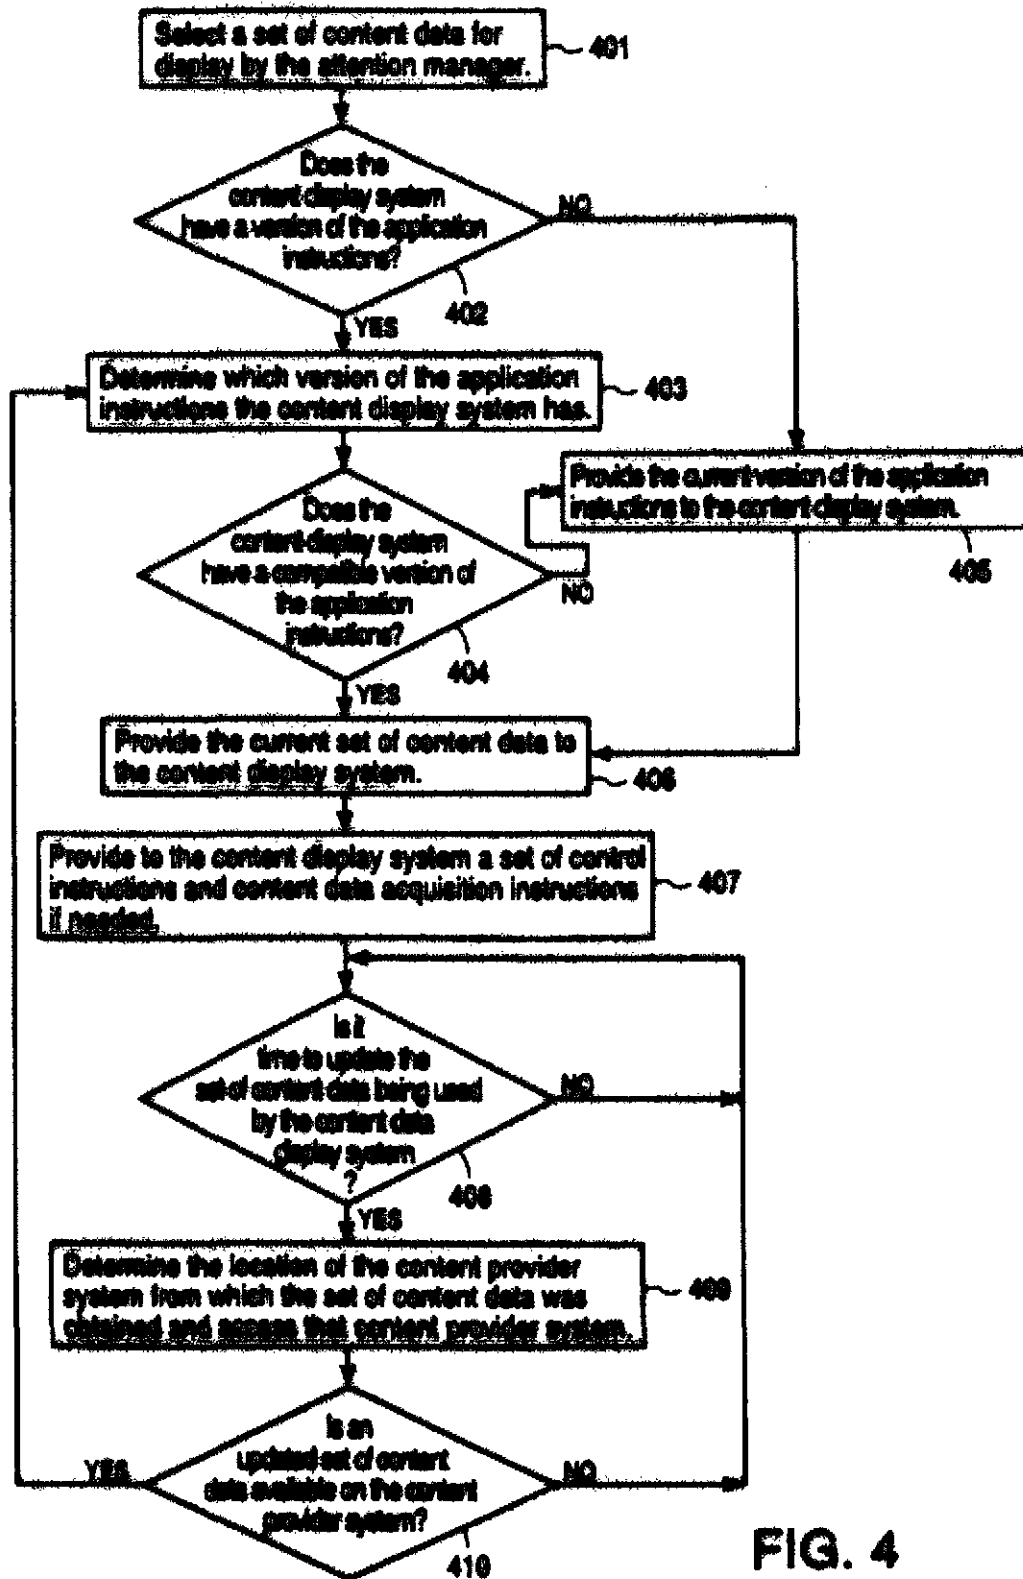 Select a set of content data for
display by the attention manager.
401
Does the
content display system
have a version of the application
instructions?
NO
402
YES
Determine which version of the application
instructions the content display system has.
403
Provide the current version of the application
instructions to the content display system.
405
Does the
content display system
have a compatible version of
the application
instructions?
NO
404
YES
Provide the current set of content data to
the content display system.
406
Provide to the content display system a set of control
instructions and content data acquisition instructions
if needed.
407
Is it
time to update the
set of content data being used
by the content data
display system
?
NO
408
YES
Determine the location of the content provider
system from which the set of content data was
obtained and access that content provider system.
409
Is an
updated set of content
data available on the content
provider system?
YES
NO
410
FIG. 4